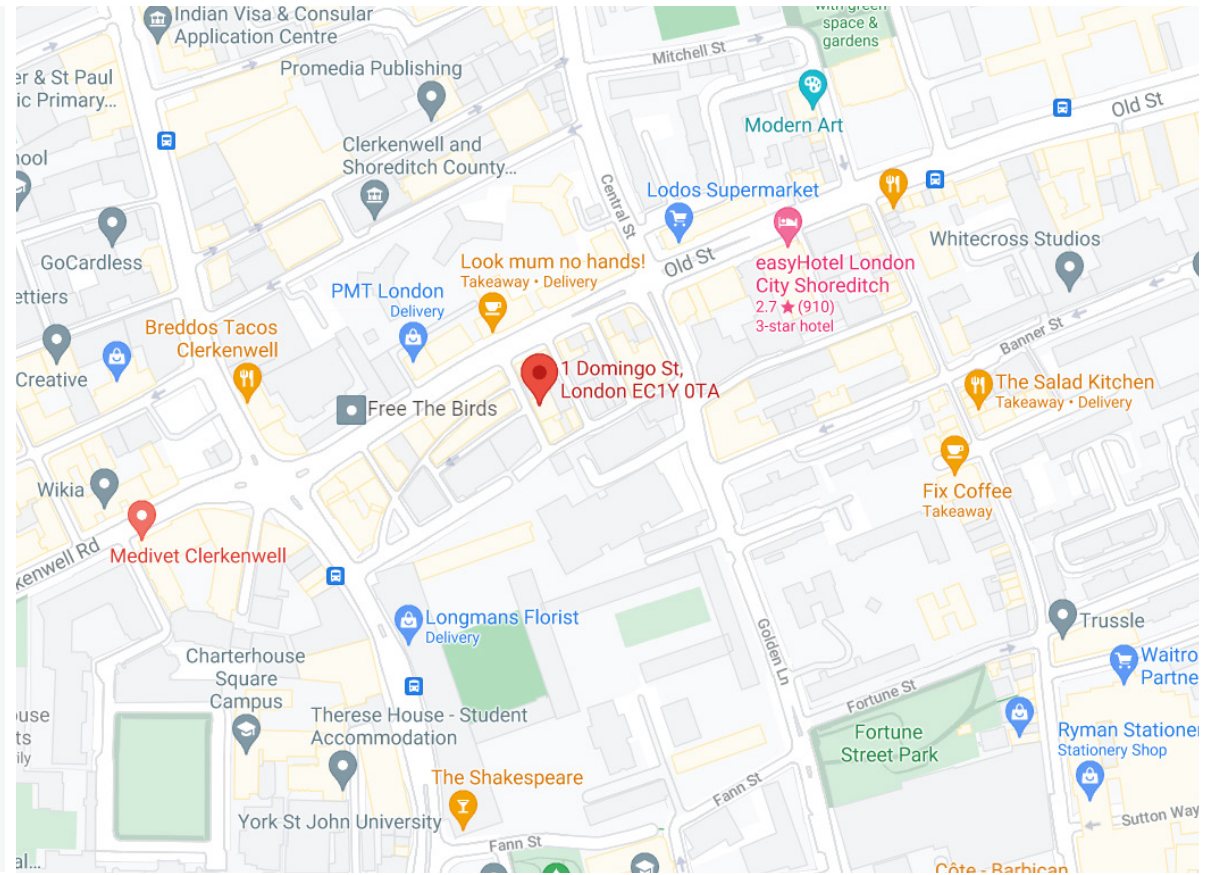 Indian Visa & Consular
Application Centre
with green
space &
gardens
Mitchell St
er & St Paul
ic Primary...
Promedia Publishing
Old St
Modern Art
Clerkenwell and
Shoreditch County...
ool
Central St
Lodos Supermarket
GoCardless
Look mum no hands!
Takeaway • Delivery
Old St
Whitecross Studios
easyHotel London
City Shoreditch
2.7 ★ (910)
3-star hotel
ettiers
PMT London
Delivery
Breddos Tacos
Clerkenwell
Banner St
Creative
1 Domingo St,
London EC1Y 0TA
The Salad Kitchen
Takeaway • Delivery
Free The Birds
Wikia
Fix Coffee
Takeaway
Medivet Clerkenwell
kenwell Rd
Longmans Florist
Delivery
Golden Ln
Trussle
Charterhouse
Square
Campus
Waitro
Partne
Fortune St
ouse
ts
ily
Therese House - Student
Accommodation
Fortune
Street Park
Ryman Stationer
Stationery Shop
The Shakespeare
Fann St
York St John University
Sutton Way
Fann St
al...
Côte - Barbican